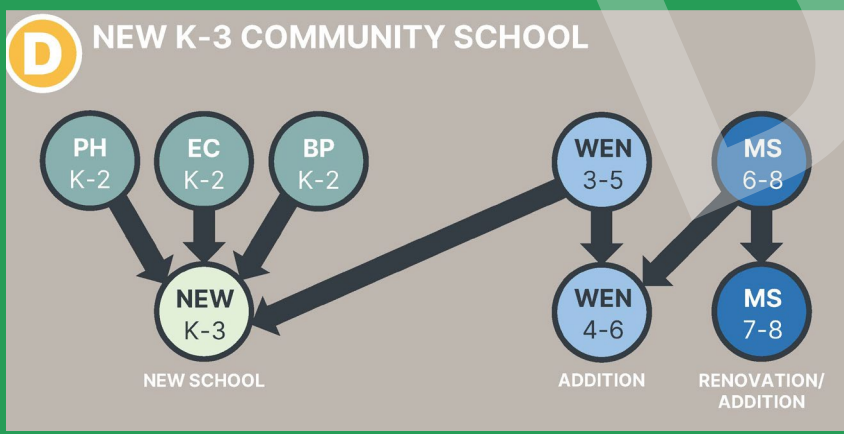 D NEW K-3 COMMUNITY SCHOOL
PH
K-2
EC
K-2
BP
K-2
WEN
3-5
MS
6-8
NEW
K-3
WEN
4-6
MS
7-8
NEW SCHOOL
ADDITION
RENOVATION/
ADDITION